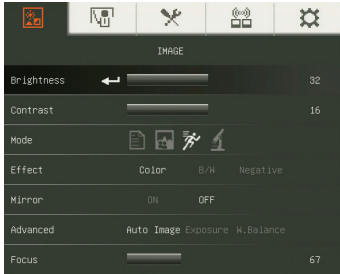 IMAGE
Brightness 32
Contrast 16
Mode
Effect Color B/W Negative
Mirror ON OFF
Advanced Auto Image Exposure W.Balance
Focus 67